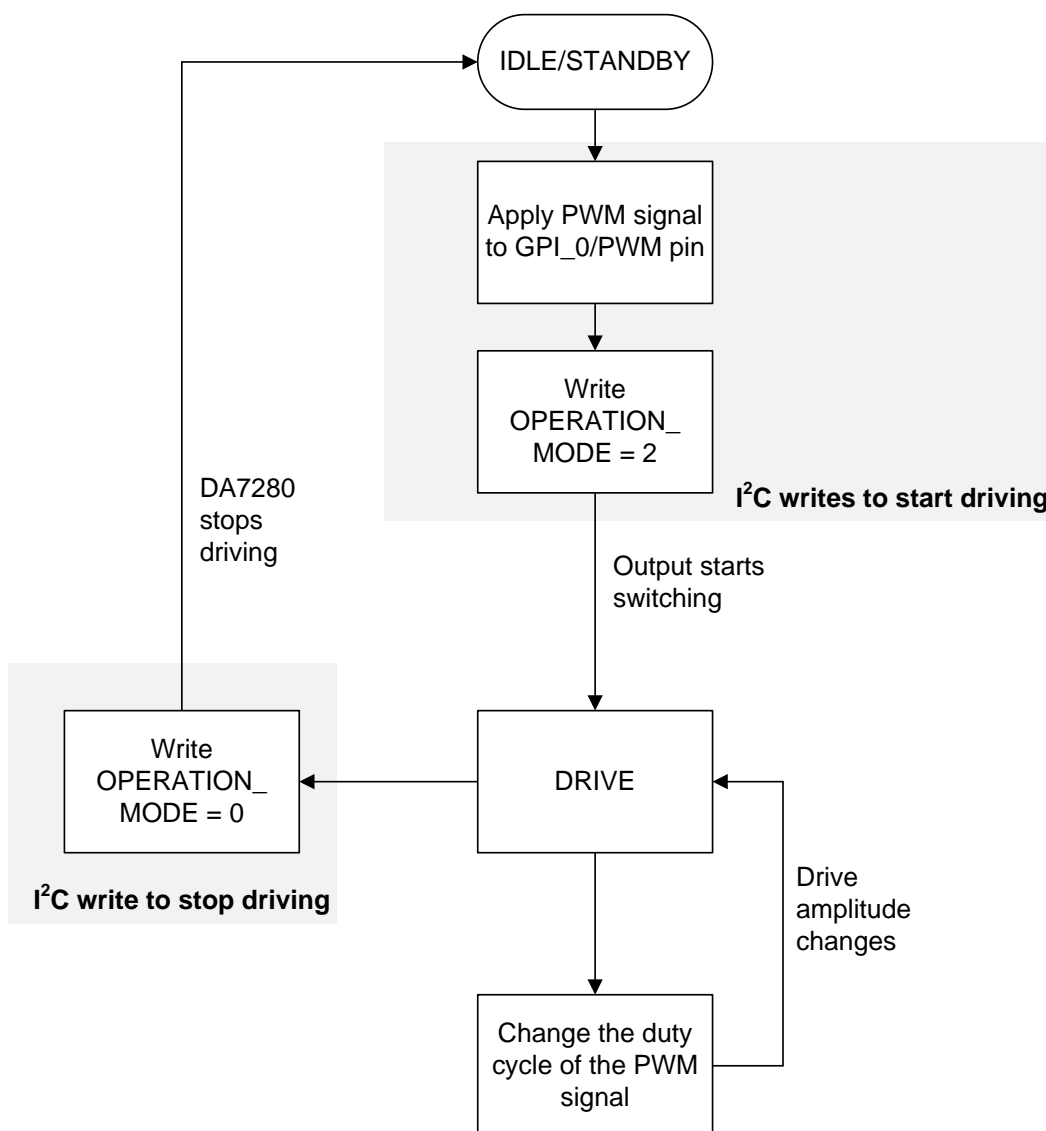 IDLE/STANDBY
Apply PWM signal
to GPI_0/PWM pin
Write
OPERATION_
MODE = 2
I²C writes to start driving
DA7280
stops
driving
Output starts
switching
Write
OPERATION_
MODE = 0
I²C write to stop driving
DRIVE
Drive
amplitude
changes
Change the duty
cycle of the PWM
signal